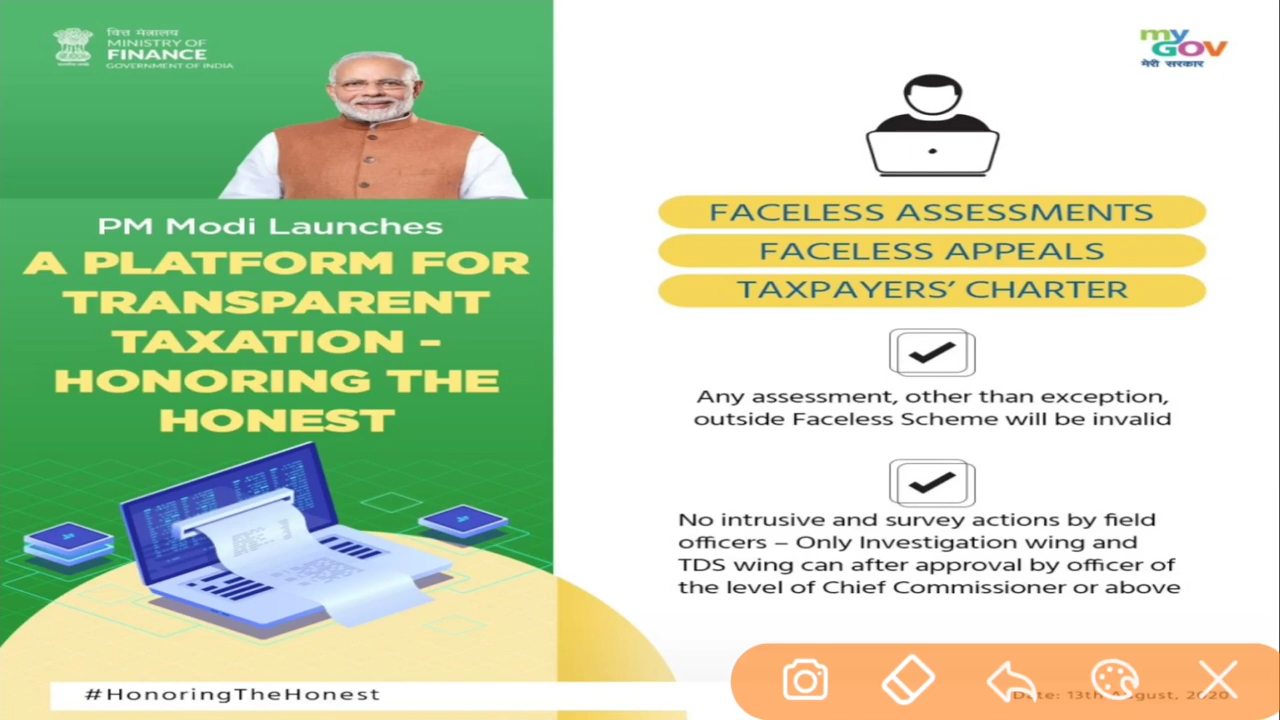 वित्त मंत्रालय
MINISTRY OF
FINANCE
GOVERNMENT OF INDIA
PM Modi Launches
A PLATFORM FOR
TRANSPARENT
TAXATION -
HONORING THE
HONEST
#HonoringTheHonest
my
GOV
मेरी सरकार
FACELESS ASSESSMENTS
FACELESS APPEALS
TAXPAYERS’ CHARTER
Any assessment, other than exception,
outside Faceless Scheme will be invalid
No intrusive and survey actions by field
officers – Only Investigation wing and
TDS wing can after approval by officer of
the level of Chief Commissioner or above
Date: 13th August, 2020